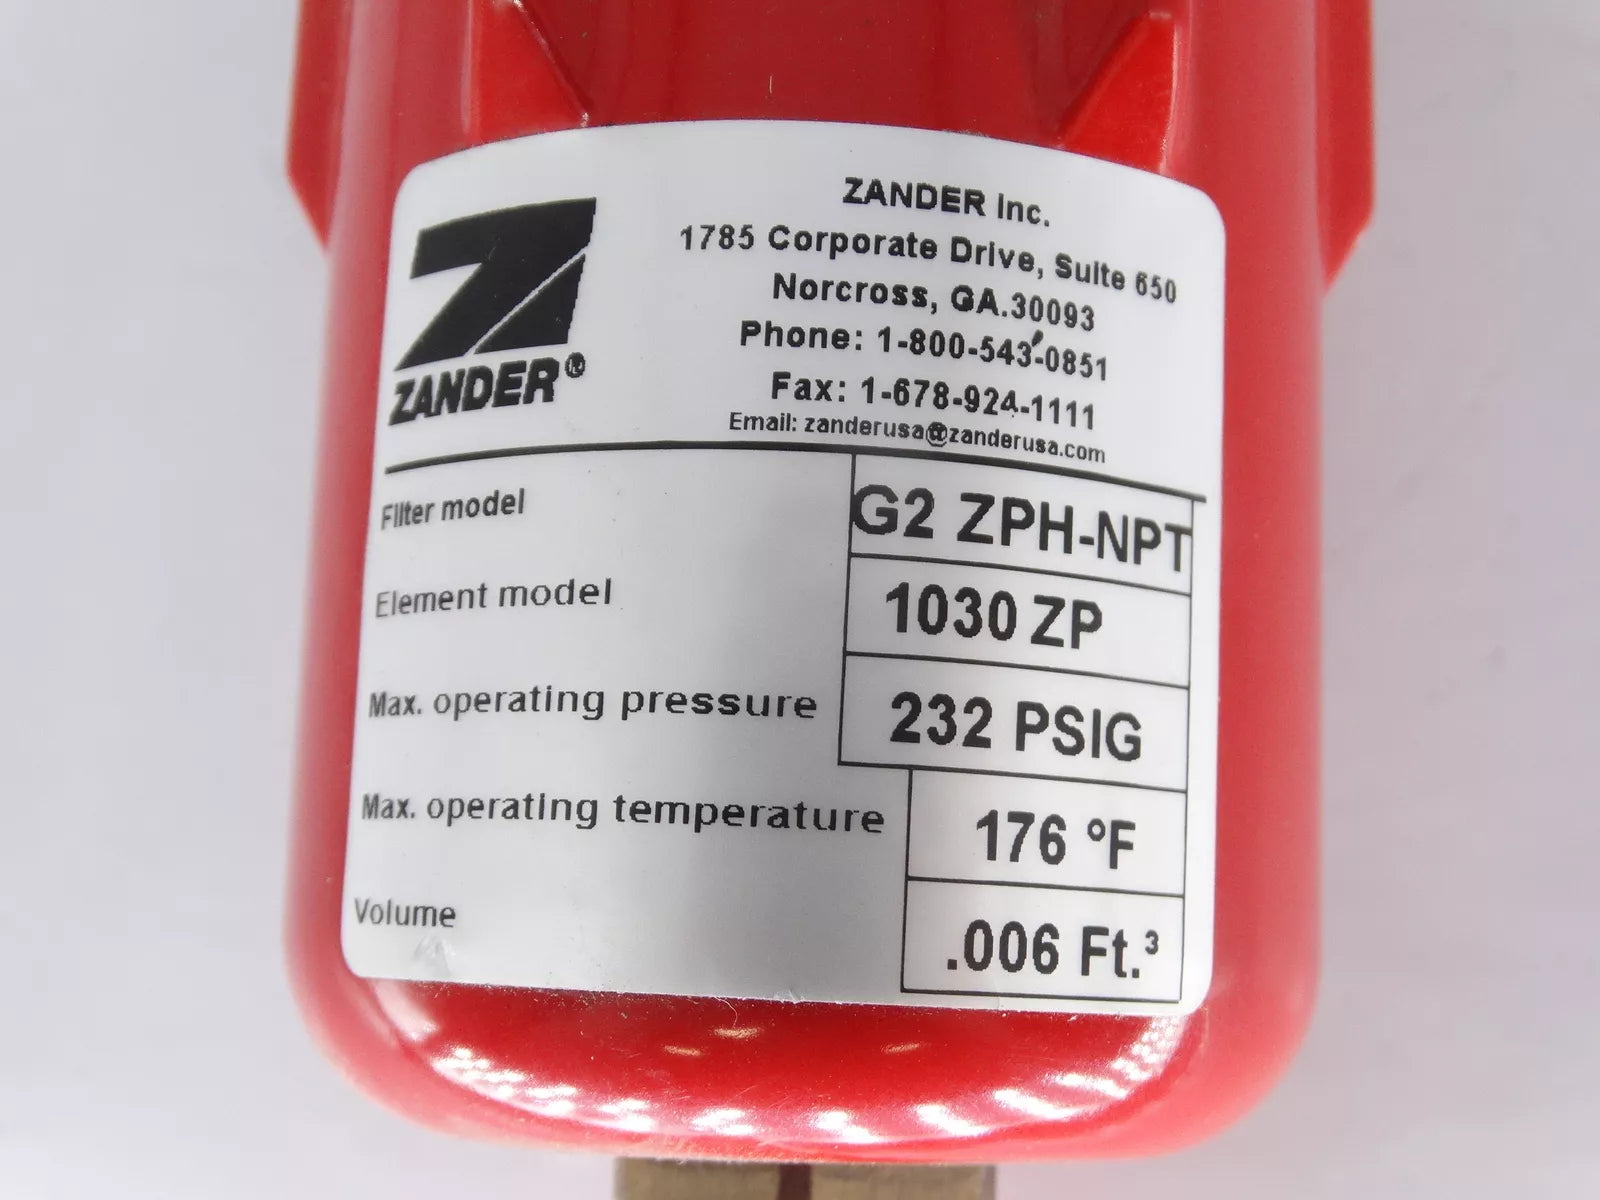 ZANDER®
ZANDER Inc.
1785 Corporate Drive, Suite 650
Norcross, GA.30093
Phone: 1-800-543-0851
Fax: 1-678-924-1111
Email: zanderusa@zanderusa.com
Filter model G2 ZPH-NPT
Element model 1030 ZP
Max. operating pressure 232 PSIG
Max. operating temperature 176 °F
Volume .006 Ft.³